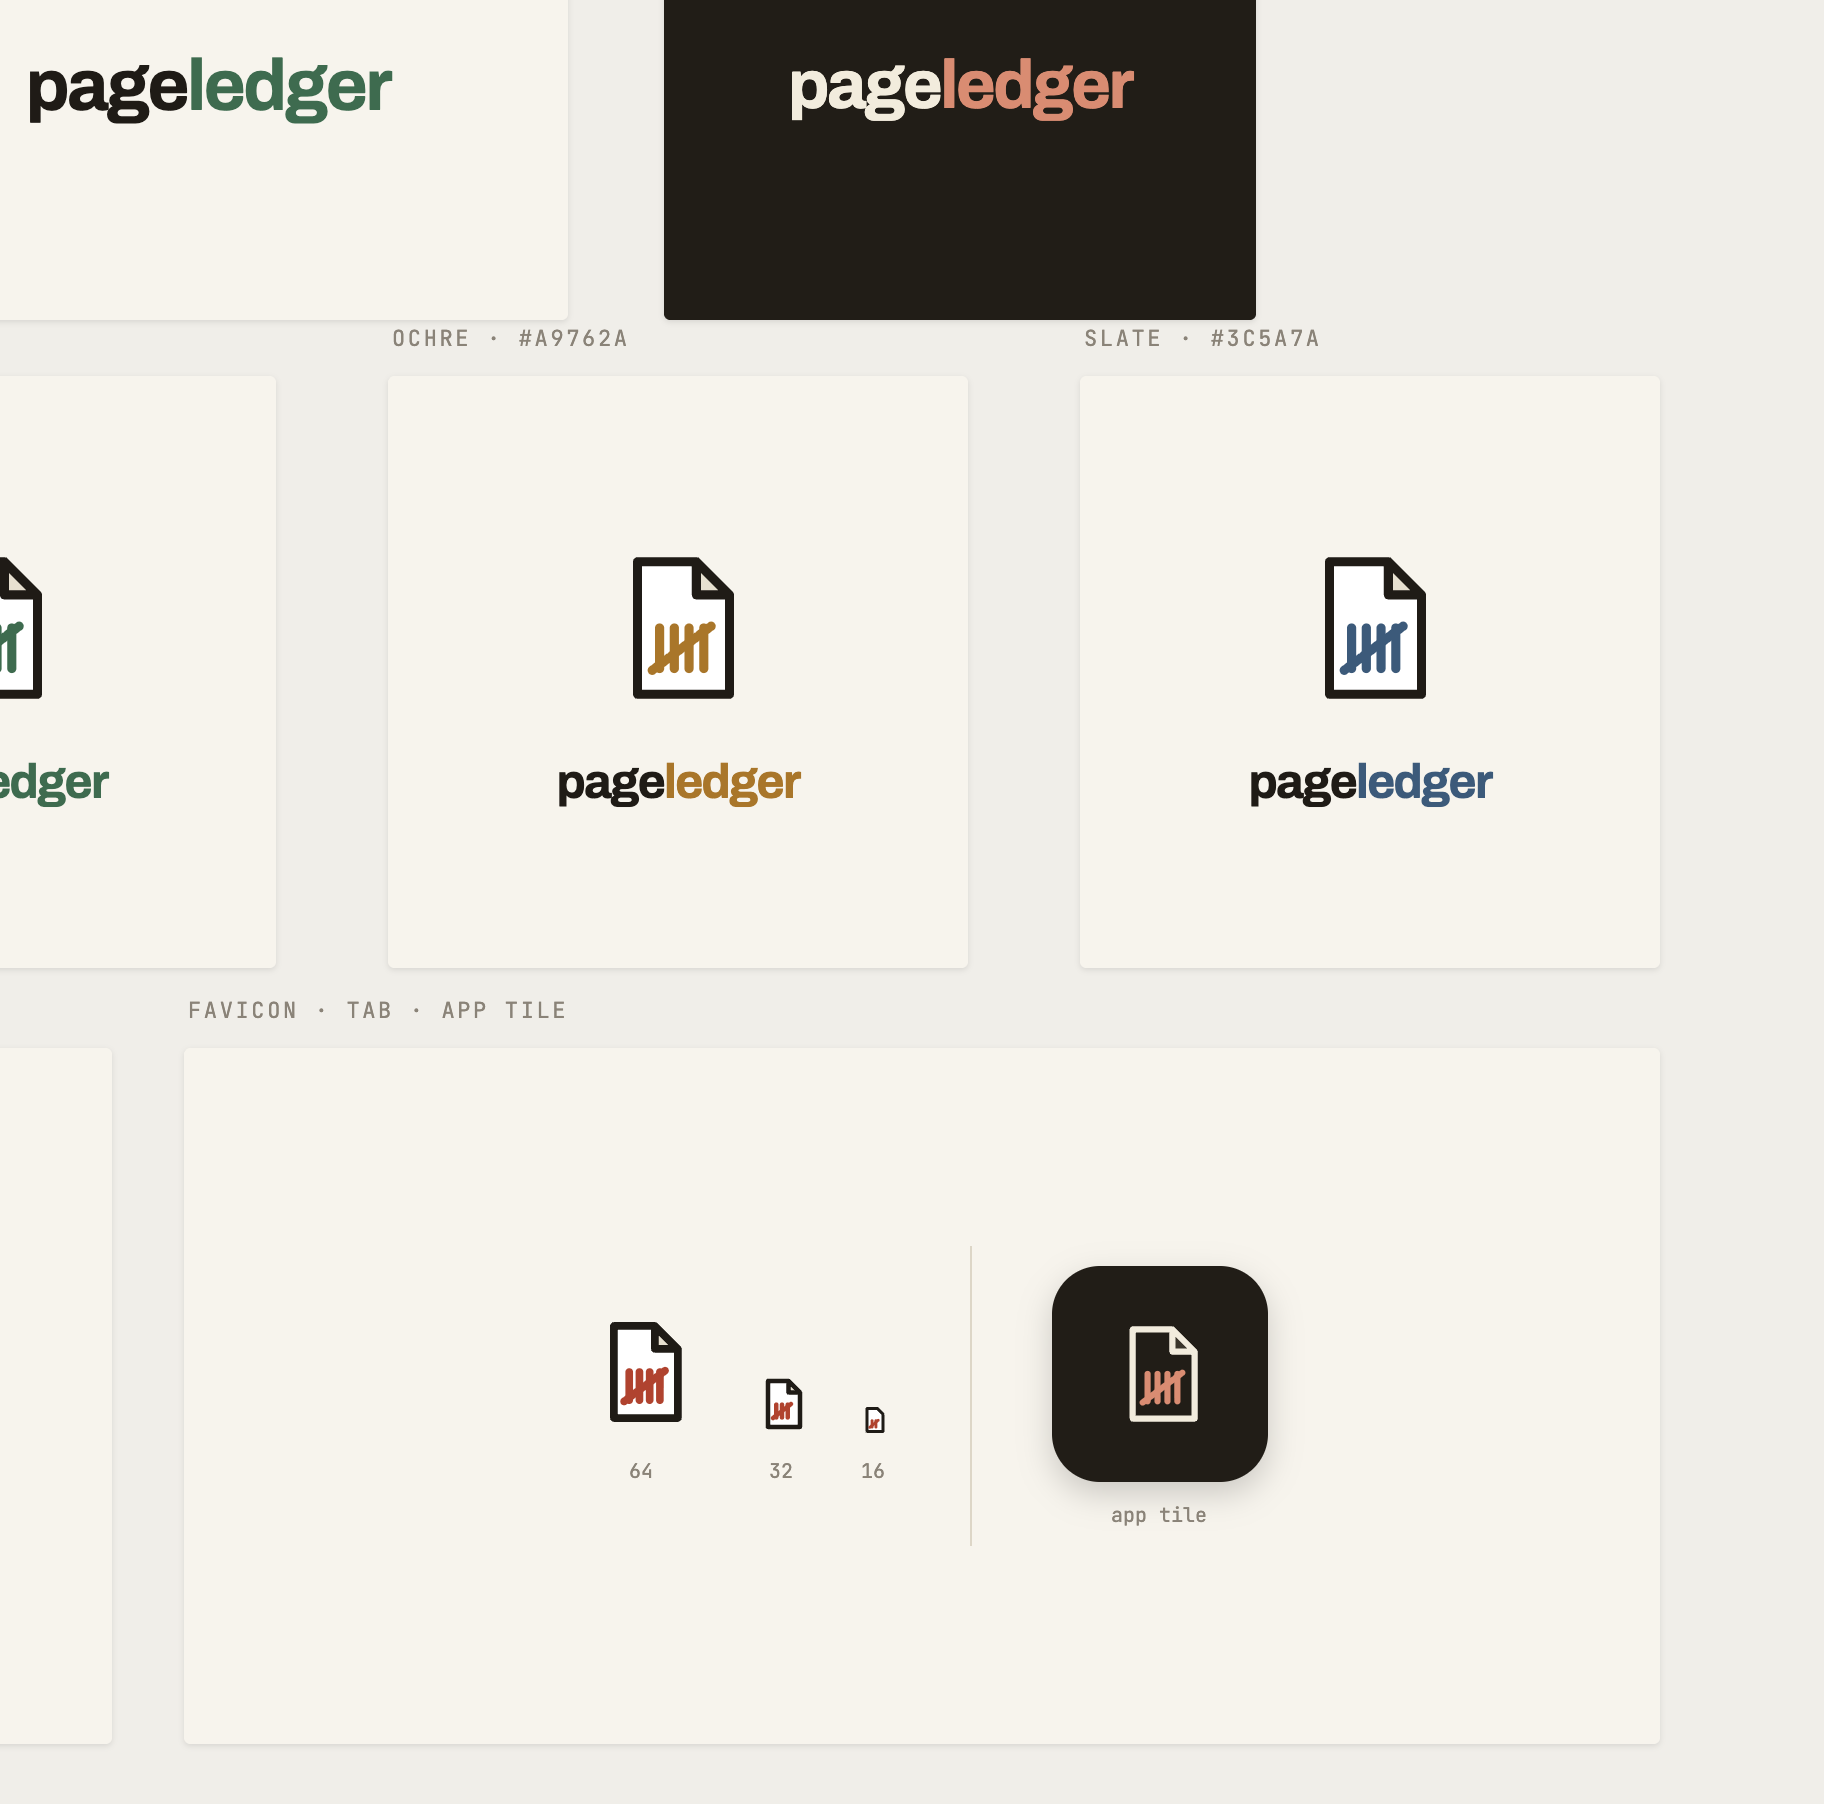 pageledger
pageledger
OCHRE · #A9762A
SLATE · #3C5A7A
edger
pageledger
pageledger
FAVICON · TAB · APP TILE
64
32
16
app tile